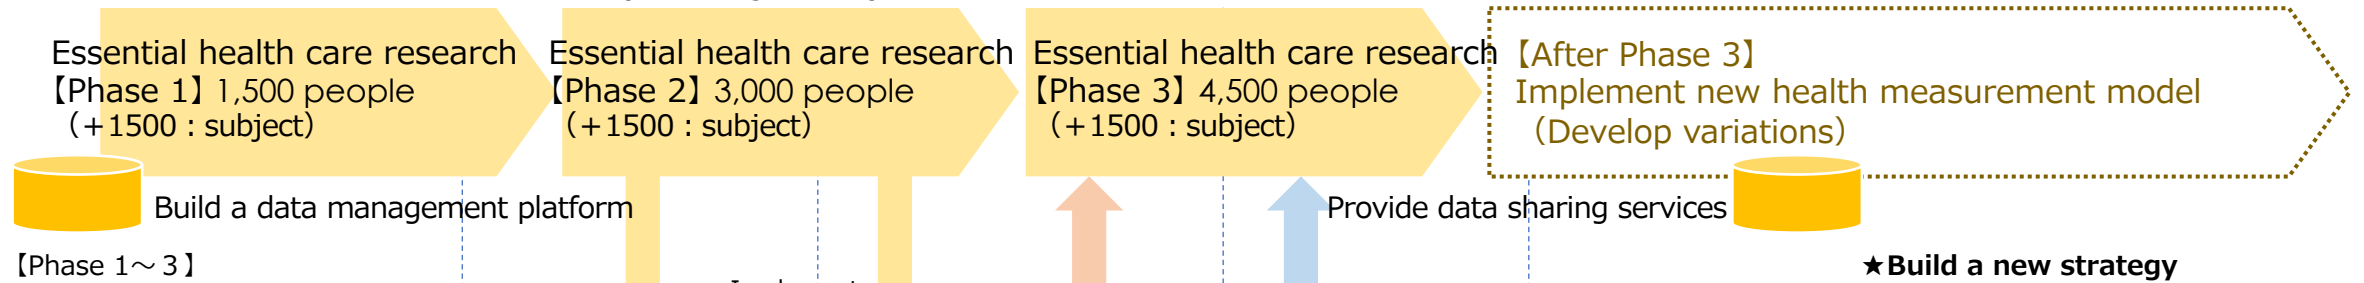 Essential health care research
【Phase 1】 1,500 people
（+1500：subject）
Essential health care research
【Phase 2】 3,000 people
（+1500：subject）
Essential health care research
【Phase 3】 4,500 people
（+1500：subject）
【After Phase 3】
Implement new health measurement model
（Develop variations）
Build a data management platform
Provide data sharing services
【Phase 1～３】
★Build a new strategy